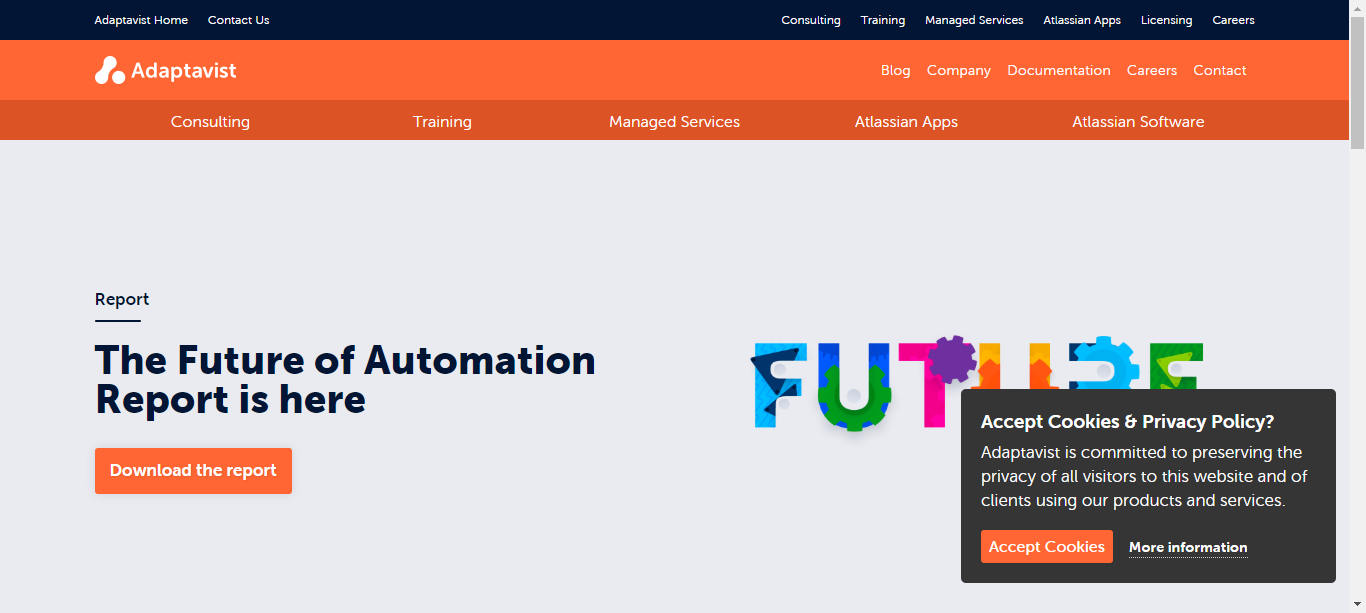 Adaptavist Home Contact Us Consulting Training Managed Services Atlassian Apps Licensing Careers
Adaptavist Blog Company Documentation Careers Contact
Consulting Training Managed Services Atlassian Apps Atlassian Software
Report
The Future of Automation
Report is here
Download the report
FUTURE
Accept Cookies & Privacy Policy?
Adaptavist is committed to preserving the
privacy of all visitors to this website and of
clients using our products and services.
Accept Cookies More information